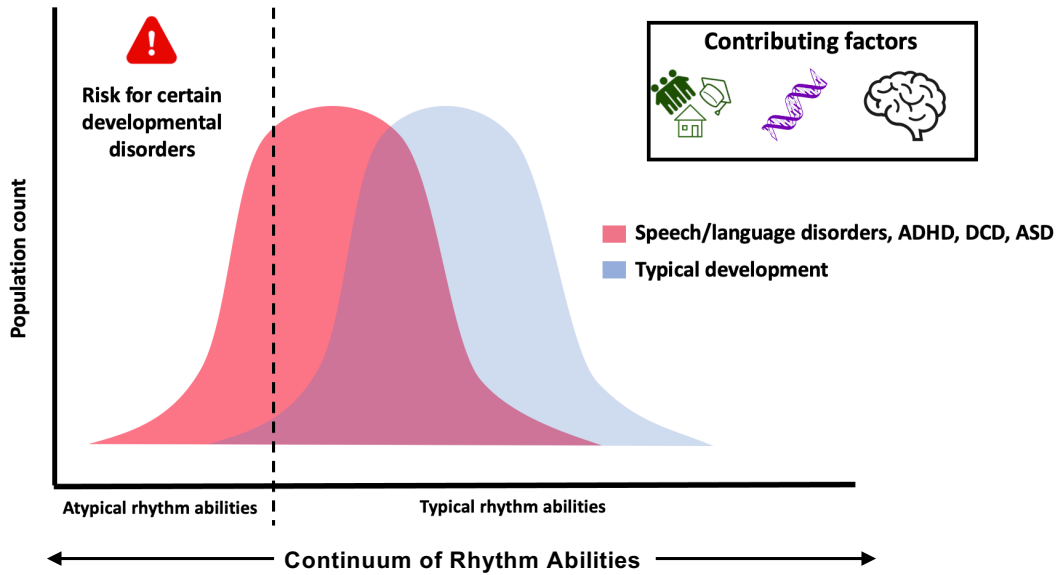 Risk for certain
developmental
disorders
Contributing factors
Population count
Speech/language disorders, ADHD, DCD, ASD
Typical development
Atypical rhythm abilities
Typical rhythm abilities
Continuum of Rhythm Abilities